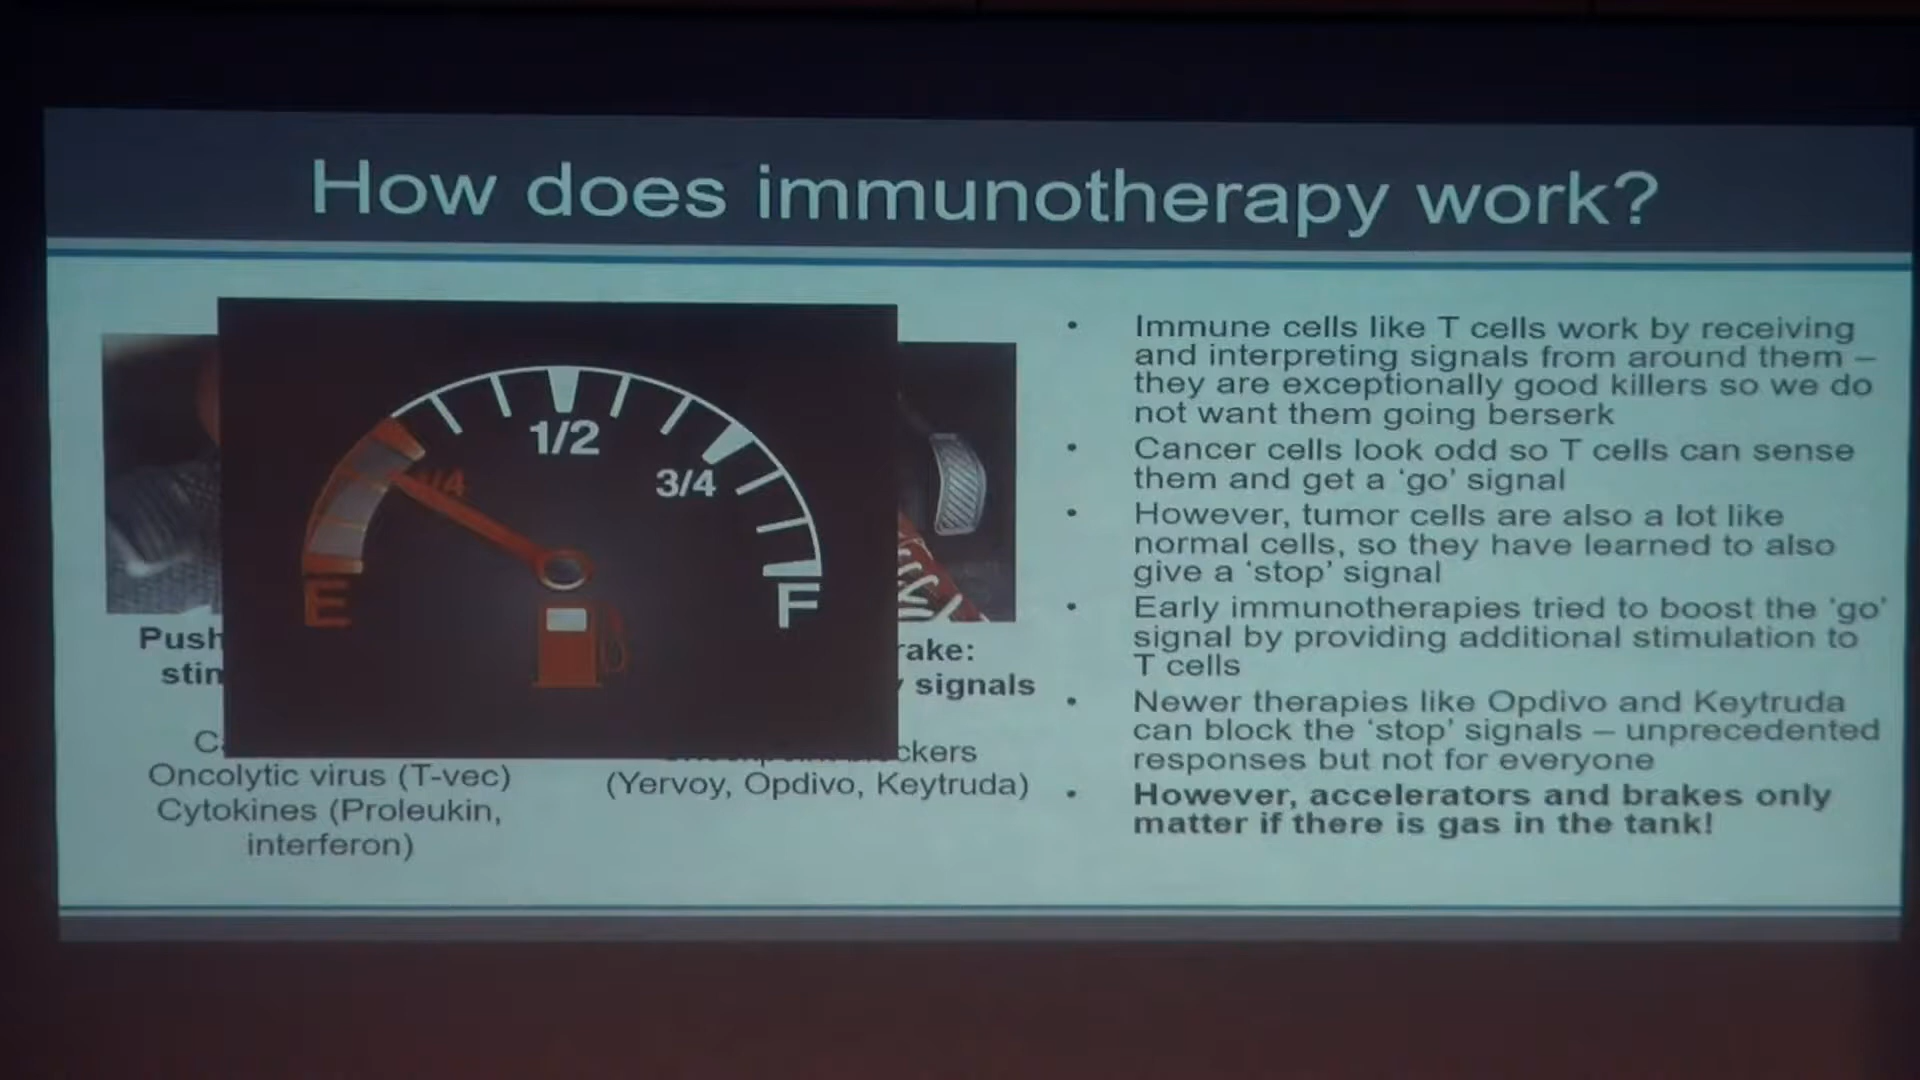 How does immunotherapy work?
1/2
3/4
1/4
E
F
Push
stim
rake:
signals
Oncolytic virus (T-vec)
Cytokines (Proleukin,
interferon)
ckers
(Yervoy, Opdivo, Keytruda)
• Immune cells like T cells work by receiving
and interpreting signals from around them –
they are exceptionally good killers so we do
not want them going berserk
• Cancer cells look odd so T cells can sense
them and get a ‘go’ signal
• However, tumor cells are also a lot like
normal cells, so they have learned to also
give a ‘stop’ signal
• Early immunotherapies tried to boost the ‘go’
signal by providing additional stimulation to
T cells
• Newer therapies like Opdivo and Keytruda
can block the ‘stop’ signals – unprecedented
responses but not for everyone
• However, accelerators and brakes only
matter if there is gas in the tank!